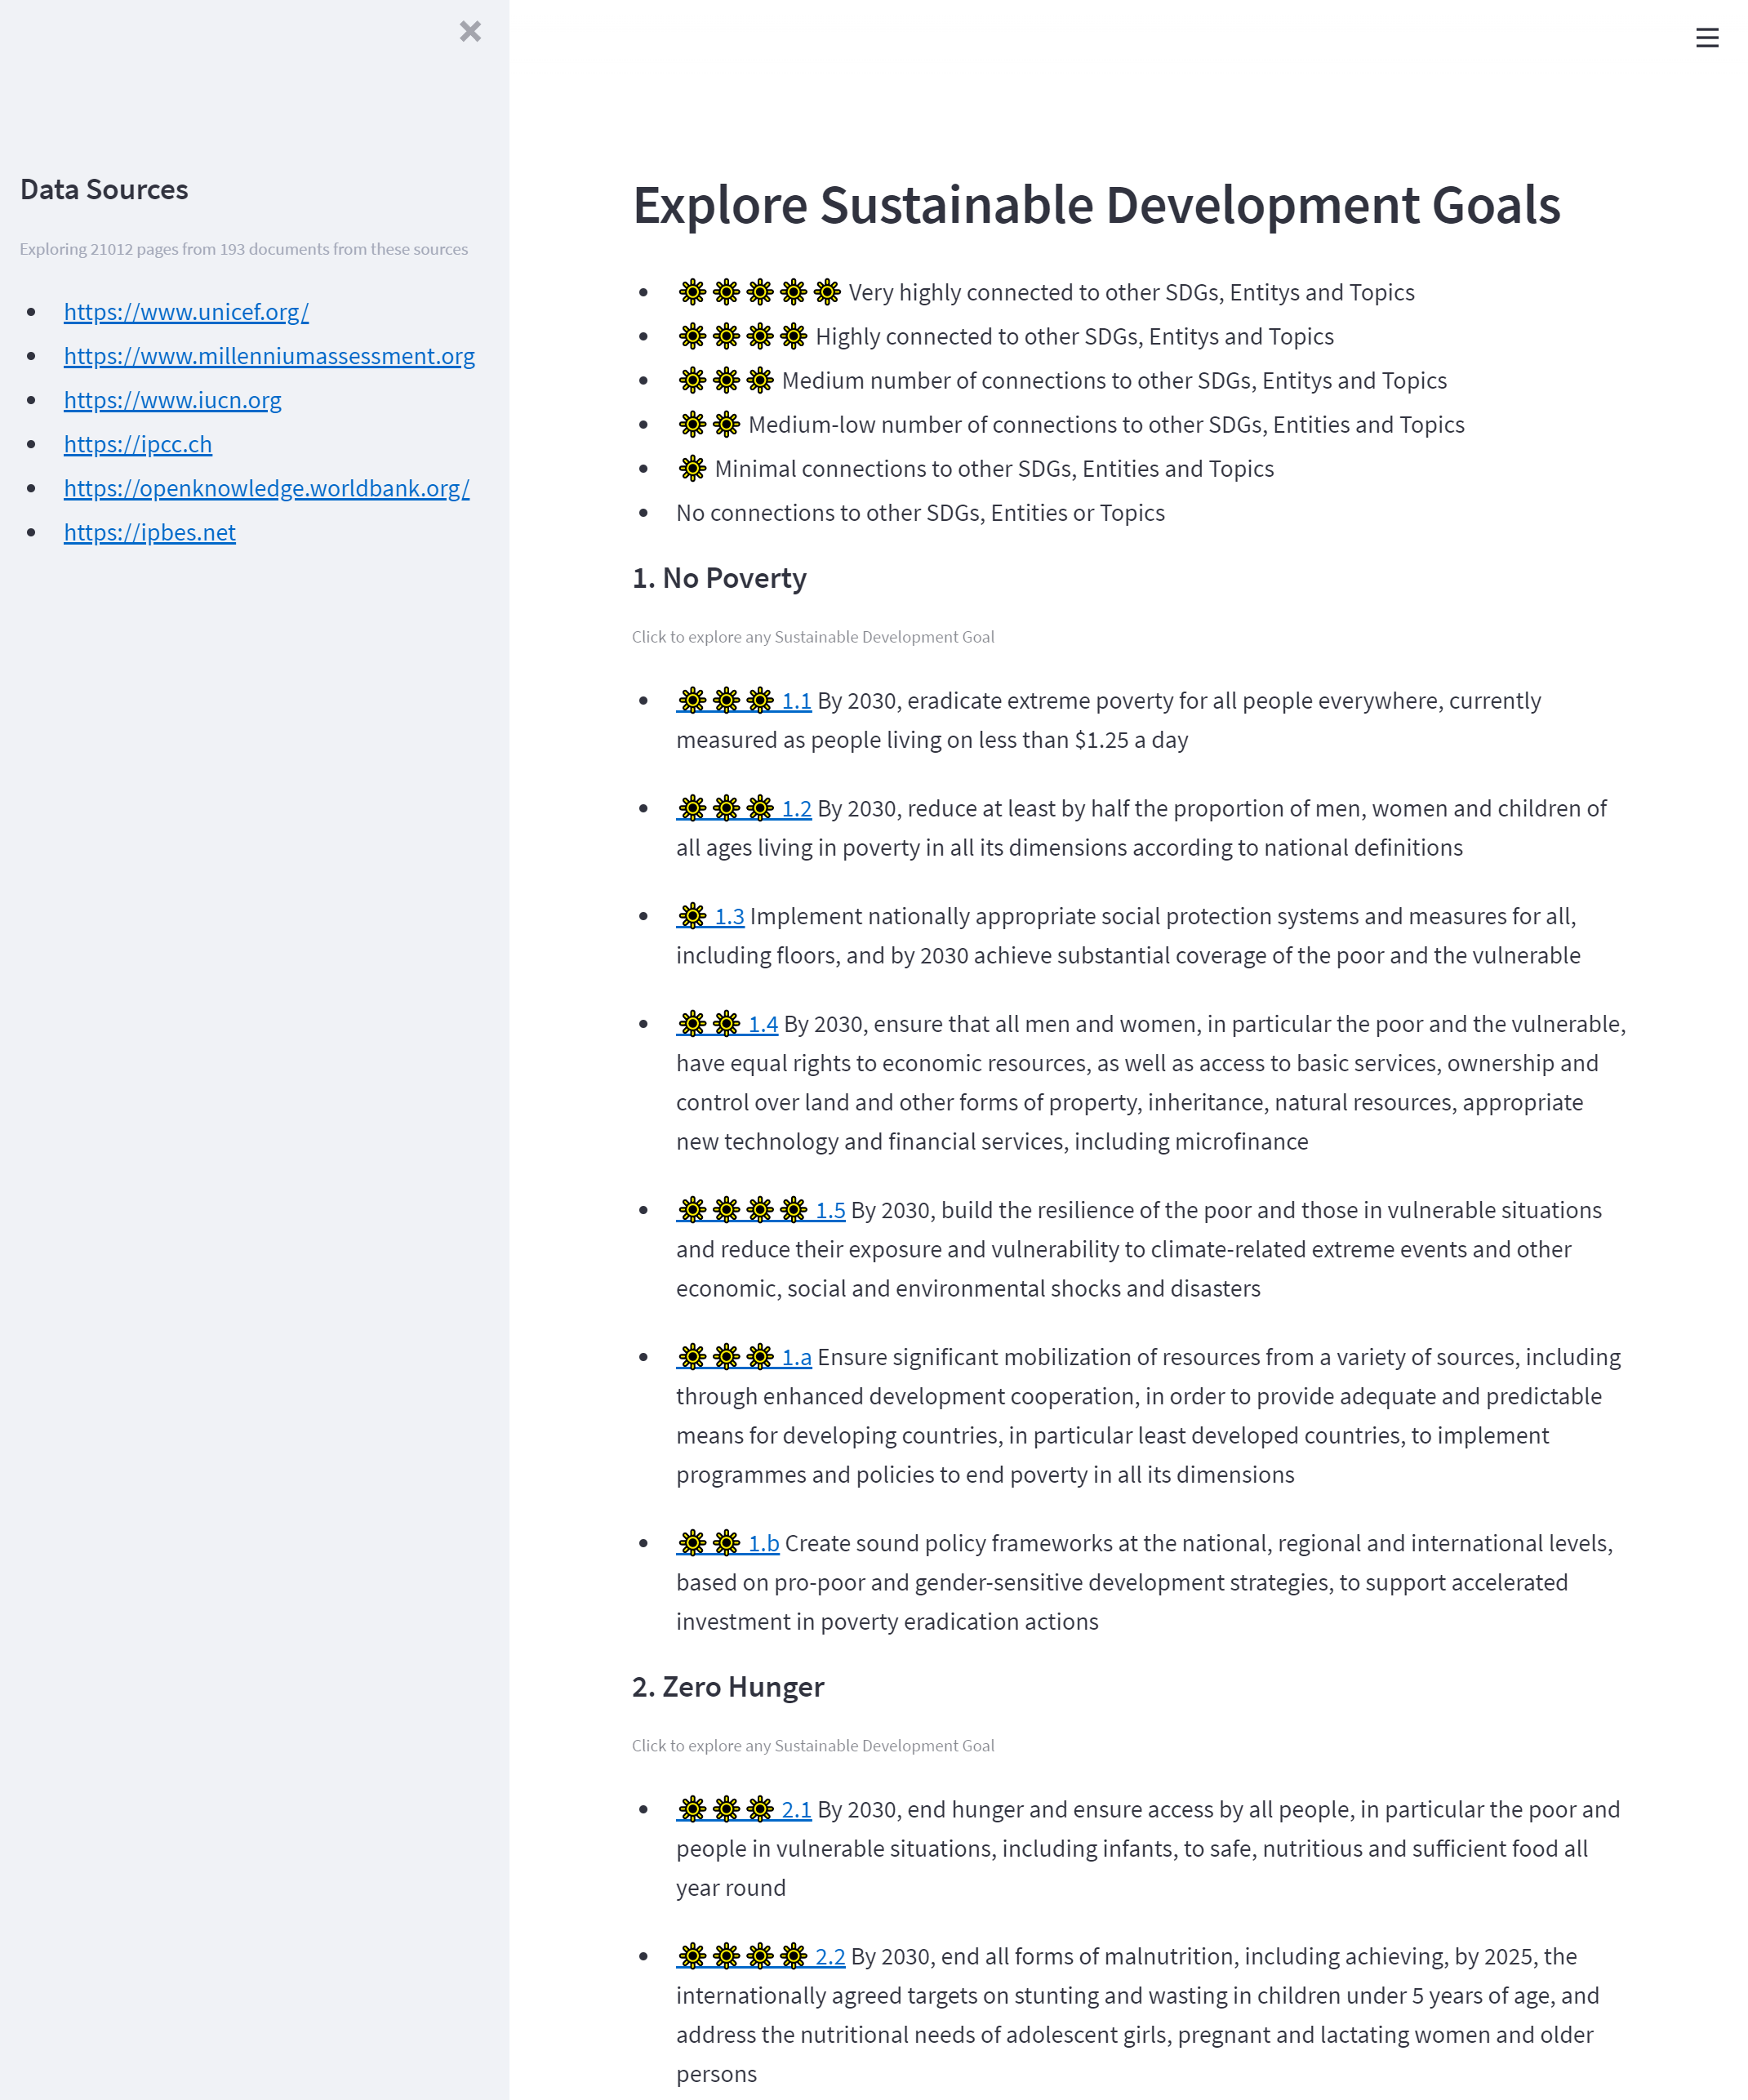 Data Sources
Exploring 21012 pages from 193 documents from these sources
https://www.unicef.org/
https://www.millenniumassessment.org
https://www.iucn.org
https://ipcc.ch
https://openknowledge.worldbank.org/
https://ipbes.net
Explore Sustainable Development Goals
Very highly connected to other SDGs, Entitys and Topics
Highly connected to other SDGs, Entitys and Topics
Medium number of connections to other SDGs, Entitys and Topics
Medium-low number of connections to other SDGs, Entities and Topics
Minimal connections to other SDGs, Entities and Topics
No connections to other SDGs, Entities or Topics
1. No Poverty
Click to explore any Sustainable Development Goal
1.1 By 2030, eradicate extreme poverty for all people everywhere, currently
measured as people living on less than $1.25 a day
1.2 By 2030, reduce at least by half the proportion of men, women and children of
all ages living in poverty in all its dimensions according to national definitions
1.3 Implement nationally appropriate social protection systems and measures for all,
including floors, and by 2030 achieve substantial coverage of the poor and the vulnerable
1.4 By 2030, ensure that all men and women, in particular the poor and the vulnerable,
have equal rights to economic resources, as well as access to basic services, ownership and
control over land and other forms of property, inheritance, natural resources, appropriate
new technology and financial services, including microfinance
1.5 By 2030, build the resilience of the poor and those in vulnerable situations
and reduce their exposure and vulnerability to climate-related extreme events and other
economic, social and environmental shocks and disasters
1.a Ensure significant mobilization of resources from a variety of sources, including
through enhanced development cooperation, in order to provide adequate and predictable
means for developing countries, in particular least developed countries, to implement
programmes and policies to end poverty in all its dimensions
1.b Create sound policy frameworks at the national, regional and international levels,
based on pro-poor and gender-sensitive development strategies, to support accelerated
investment in poverty eradication actions
2. Zero Hunger
Click to explore any Sustainable Development Goal
2.1 By 2030, end hunger and ensure access by all people, in particular the poor and
people in vulnerable situations, including infants, to safe, nutritious and sufficient food all
year round
2.2 By 2030, end all forms of malnutrition, including achieving, by 2025, the
internationally agreed targets on stunting and wasting in children under 5 years of age, and
address the nutritional needs of adolescent girls, pregnant and lactating women and older
persons